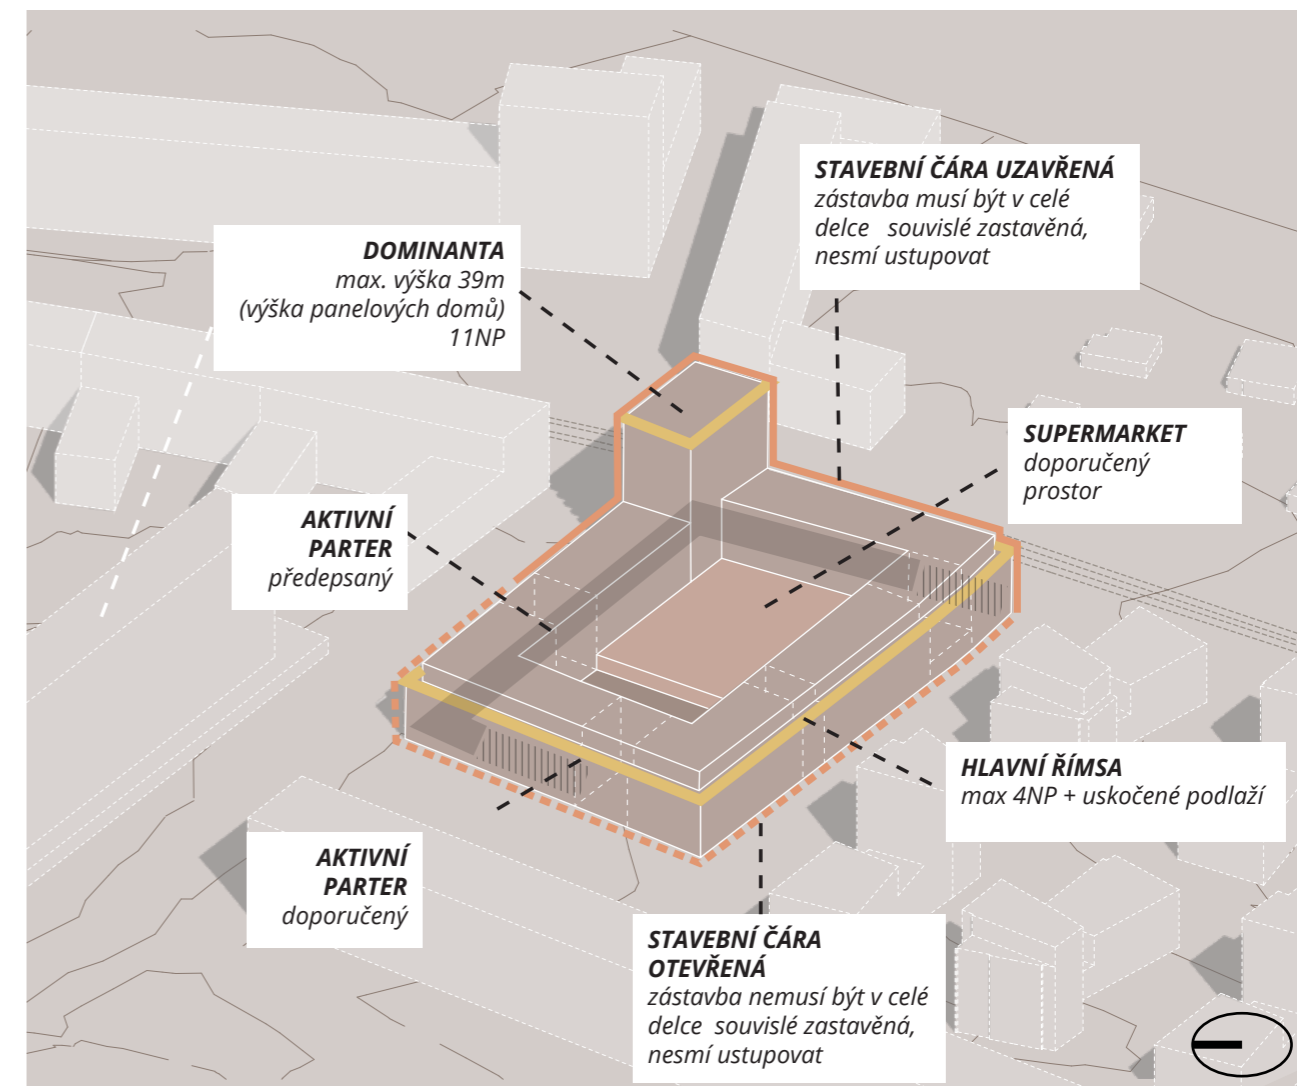 STAVEBNÍ ČÁRA UZAVŘENÁ
zástavba musí být v celé
delce souvislé zastavěná,
nesmí ustupovat
DOMINANTA
max. výška 39m
(výška panelových domů)
11NP
SUPERMARKET
doporučený
prostor
AKTIVNÍ
PARTER
předepsaný
HLAVNÍ ŘÍMSA
max 4NP + uskočené podlaží
AKTIVNÍ
PARTER
doporučený
STAVEBNÍ ČÁRA
OTEVŘENÁ
zástavba nemusí být v celé
delce souvislé zastavěná,
nesmí ustupovat